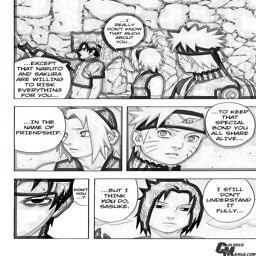 I
REALLY
DON'T KNOW
THAT MUCH
ABOUT
YOU...
...EXCEPT
THAT NARUTO
AND SAKURA
ARE WILLING
TO RISK
EVERYTHING
FOR YOU...
...TO KEEP
THAT
SPECIAL
BOND YOU
ALL SHARE
ALIVE...
...IN THE
NAME OF
FRIENDSHIP.
I STILL
DON'T
UNDERSTAND
IT FULLY...
...BUT I
THINK
YOU DO,
SASUKE.
DON'T
YOU
...?
COLORED
MANGA.COM